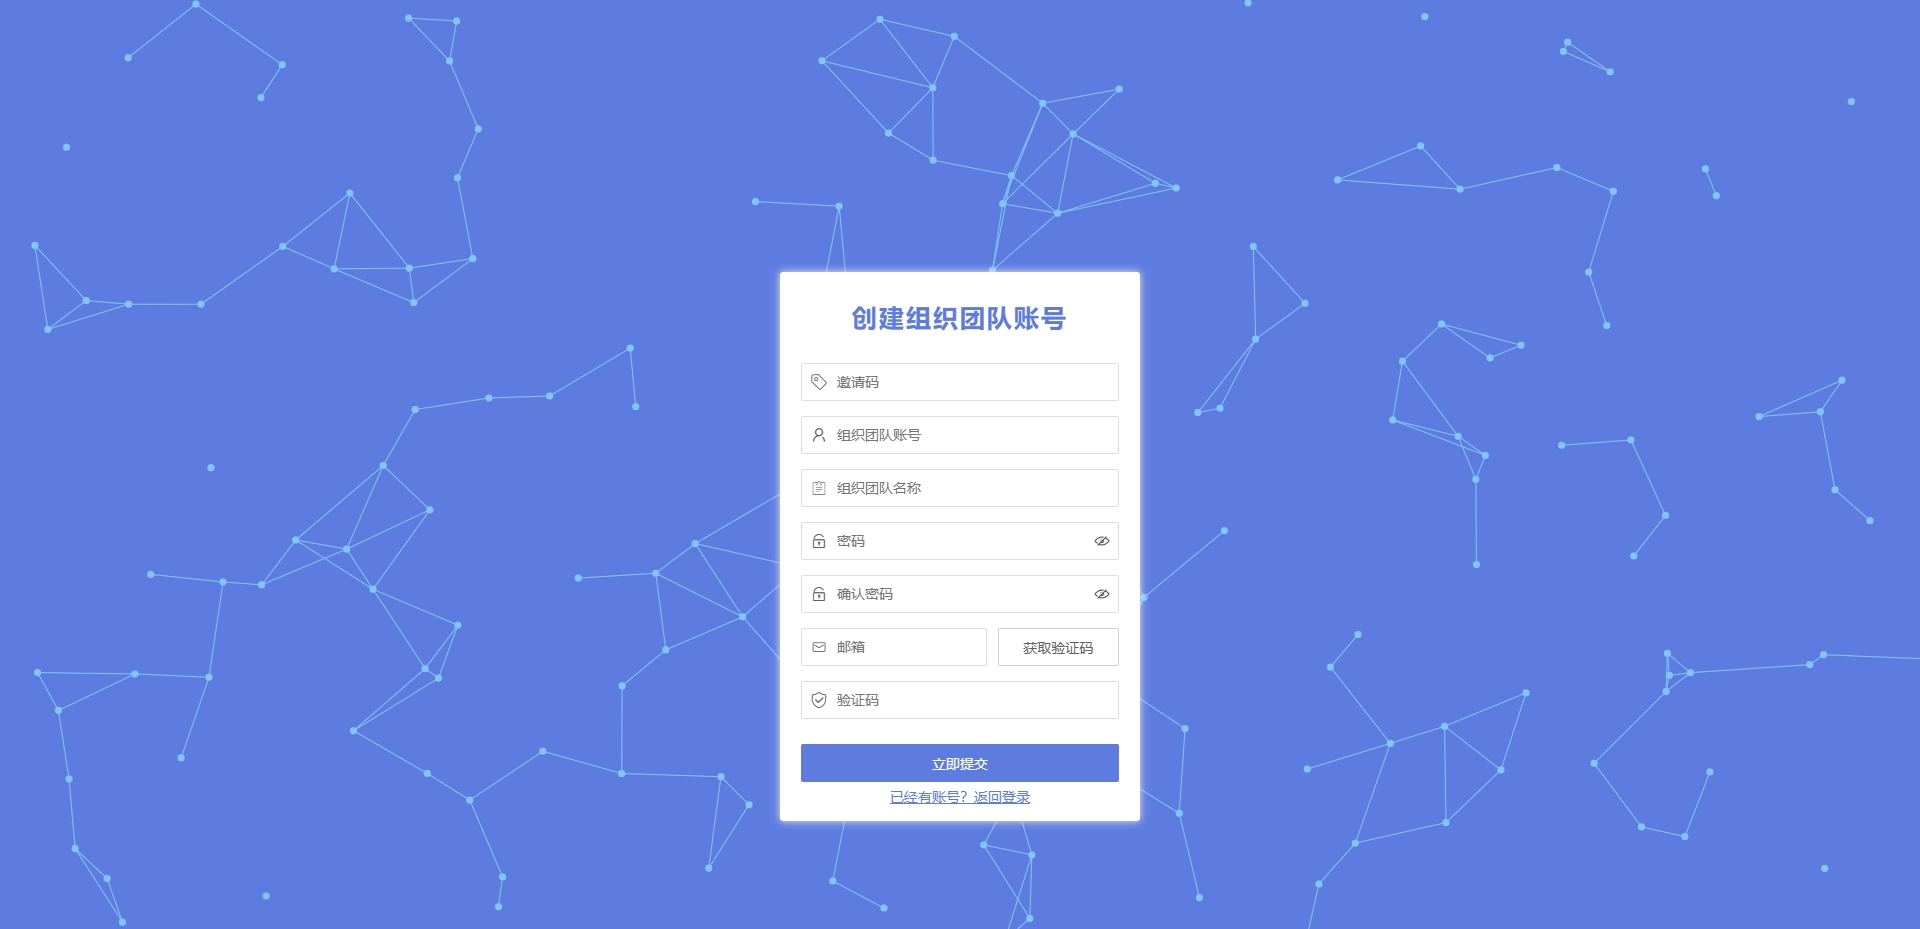 创建组织团队账号
邀请码
组织团队账号
组织团队名称
密码
确认密码
邮箱 获取验证码
验证码
立即提交
已经有账号？返回登录